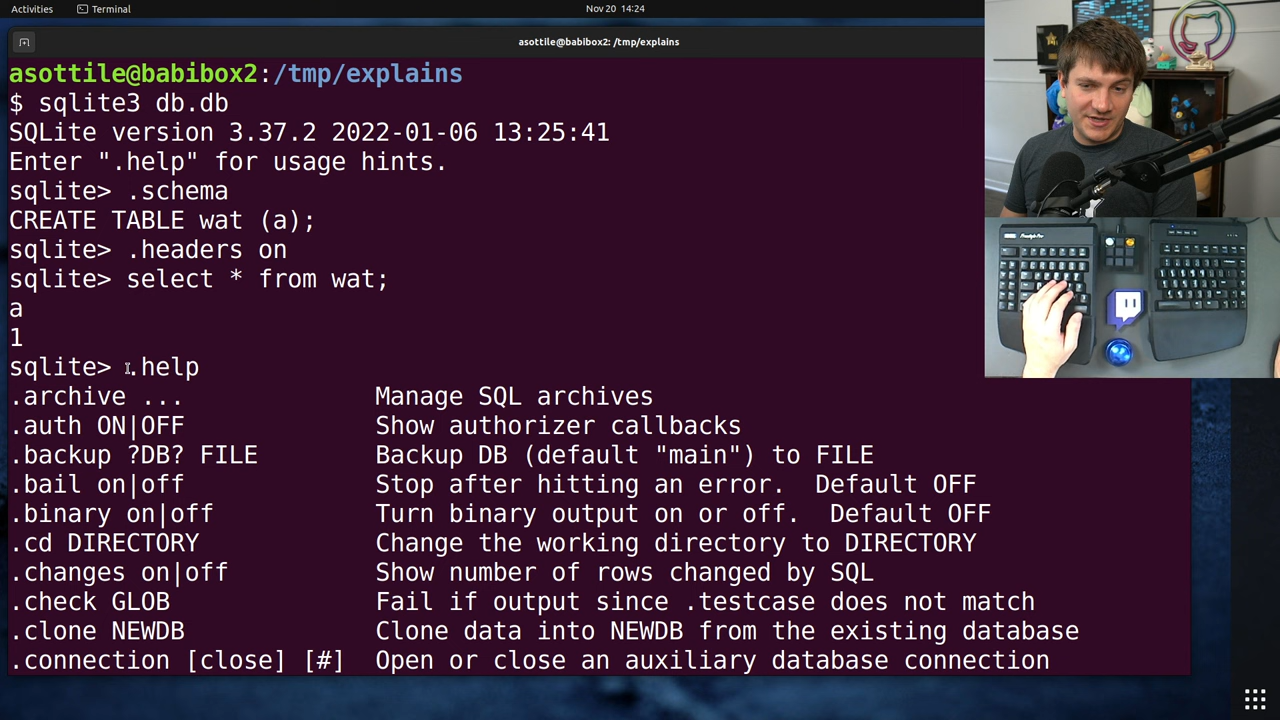 Activities
Terminal
Nov 20 14:24
asottile@babibox2: /tmp/explains
asottile@babibox2:/tmp/explains
$ sqlite3 db.db
SQLite version 3.37.2 2022-01-06 13:25:41
Enter ".help" for usage hints.
sqlite> .schema
CREATE TABLE wat (a);
sqlite> .headers on
sqlite> select * from wat;
a
1
sqlite> .help
.archive ... Manage SQL archives
.auth ON|OFF Show authorizer callbacks
.backup ?DB? FILE Backup DB (default "main") to FILE
.bail on|off Stop after hitting an error. Default OFF
.binary on|off Turn binary output on or off. Default OFF
.cd DIRECTORY Change the working directory to DIRECTORY
.changes on|off Show number of rows changed by SQL
.check GLOB Fail if output since .testcase does not match
.clone NEWDB Clone data into NEWDB from the existing database
.connection [close] [#] Open or close an auxiliary database connection